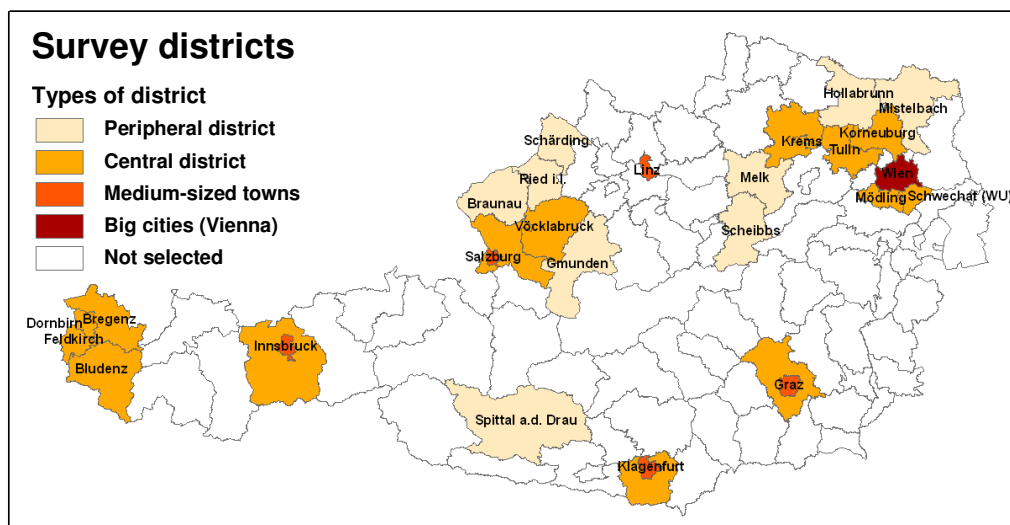 Survey districts
Types of district
Peripheral district
Central district
Medium-sized towns
Big cities (Vienna)
Not selected
Hollabrunn
Mistelbach
Schärding
Krems
Korneuburg
Tulln
Linz
Ried i.I.
Melk
Wien
Braunau
Mödling
Schwechat (WU)
Vöcklabruck
Scheibbs
Salzburg
Gmunden
Bregenz
Dornbirn
Feldkirch
Innsbruck
Bludenz
Graz
Spittal a.d. Drau
Klagenfurt